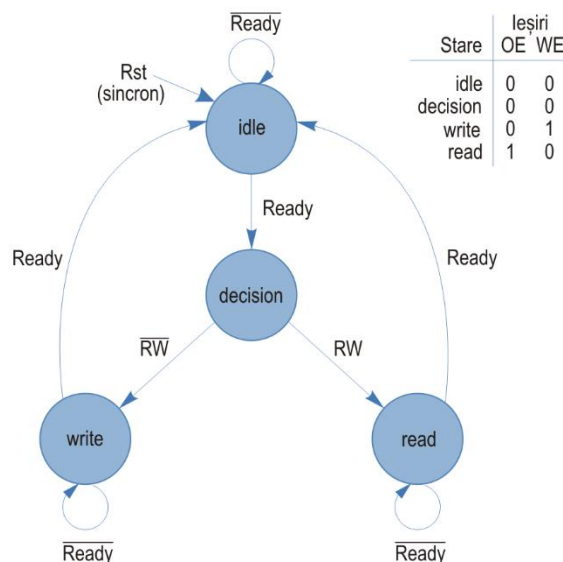 Ready
Rst
(sincron)
idle
Ready
Ready
Ready
decision
RW
RW
write
read
Ready
Ready
Ieșiri
Stare OE WE
idle 0 0
decision 0 0
write 0 1
read 1 0